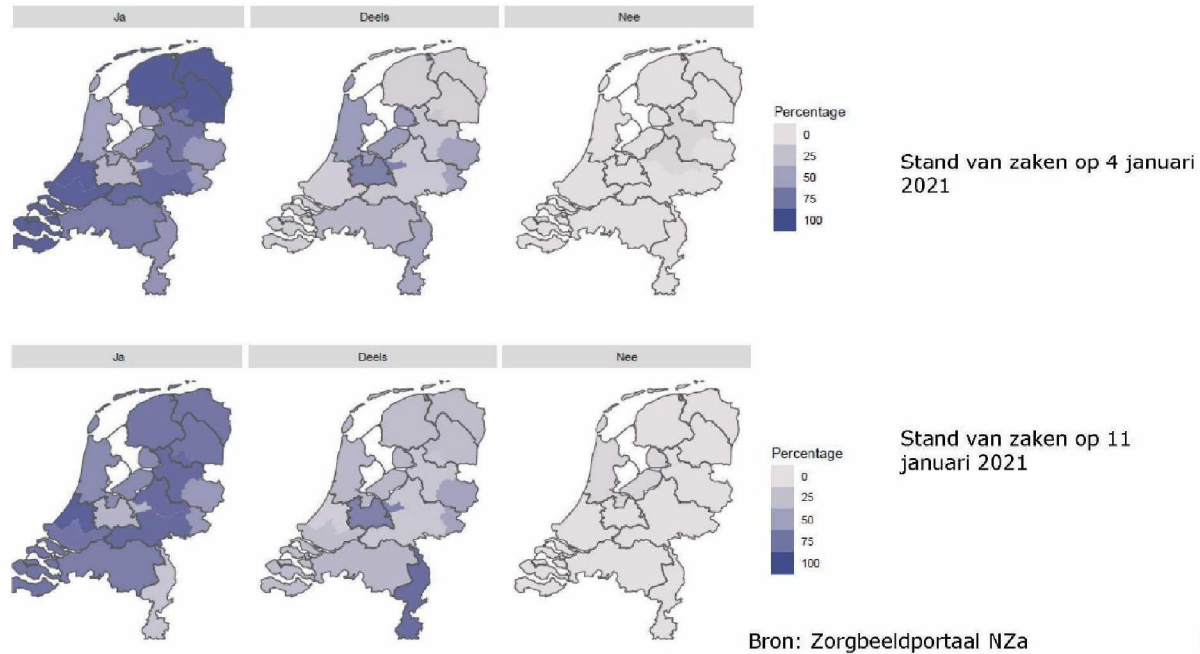 Ja
Deels
Nee
Percentage
0
25
50
75
100
Stand van zaken op 4 januari
2021
Ja
Deels
Nee
Percentage
0
25
50
75
100
Stand van zaken op 11
januari 2021
Bron: Zorgbeeldportaal NZa